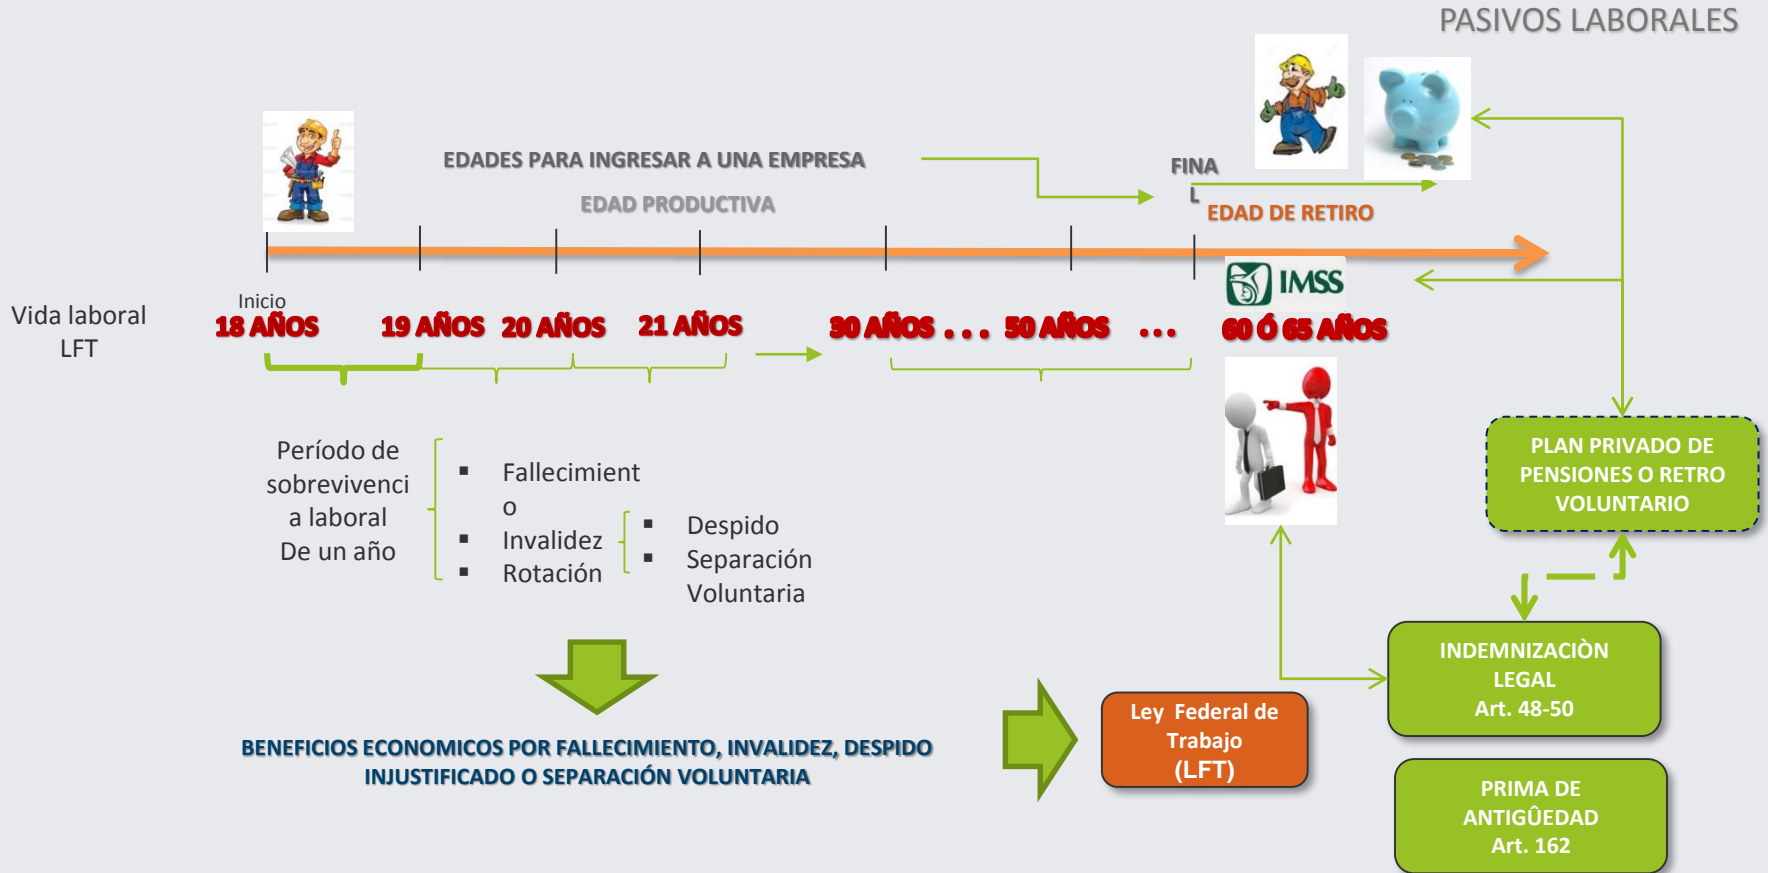 PASIVOS LABORALES
EDADES PARA INGRESAR A UNA EMPRESA
EDAD PRODUCTIVA
FINA
L
EDAD DE RETIRO
IMSS
Vida laboral
LFT
Inicio
18 AÑOS
19 AÑOS
20 AÑOS
21 AÑOS
30 AÑOS . . . 50 AÑOS . . .
60 Ó 65 AÑOS
Período de
sobrevivenci
a laboral
De un año
▪ Fallecimient
o
▪ Invalidez
▪ Rotación
▪ Despido
▪ Separación
Voluntaria
PLAN PRIVADO DE
PENSIONES O RETRO
VOLUNTARIO
INDEMNIZACIÒN
LEGAL
Art. 48-50
BENEFICIOS ECONOMICOS POR FALLECIMIENTO, INVALIDEZ, DESPIDO
INJUSTIFICADO O SEPARACIÓN VOLUNTARIA
Ley Federal de
Trabajo
(LFT)
PRIMA DE
ANTIGÛEDAD
Art. 162